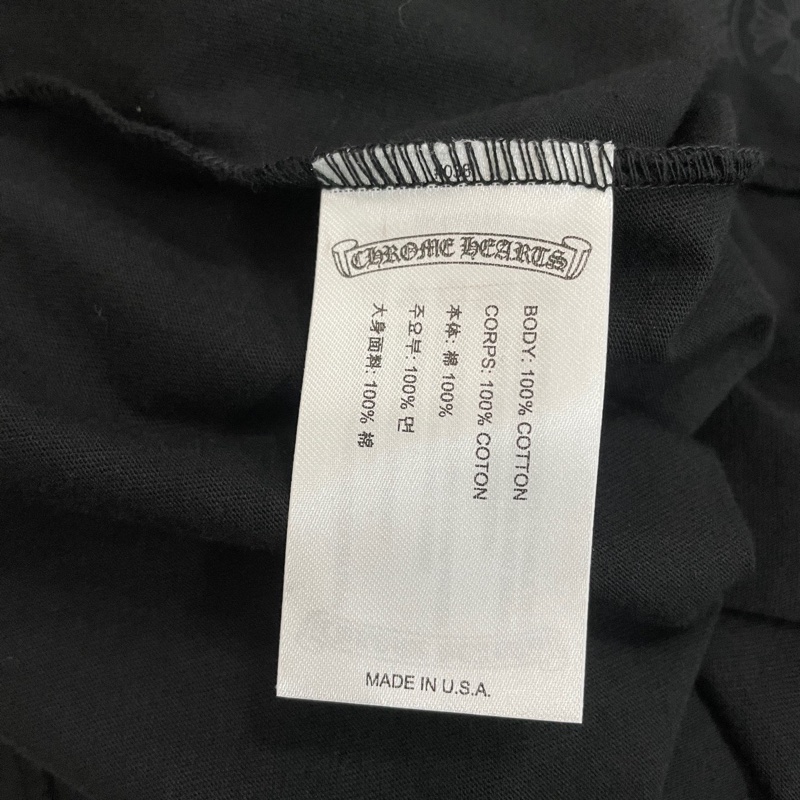 CHROME HEARTS
BODY: 100% COTTON
CORPS: 100% COTON
本体: 棉 100%
주요부: 100% 면
大身面料: 100% 棉
MADE IN U.S.A.